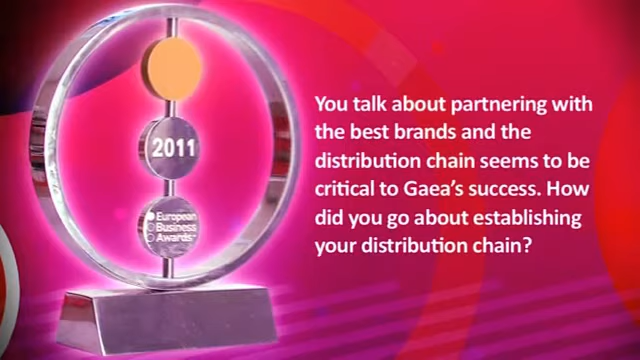 2011
European
Business
Awards
You talk about partnering with
the best brands and the
distribution chain seems to be
critical to Gaea's success. How
did you go about establishing
your distribution chain?